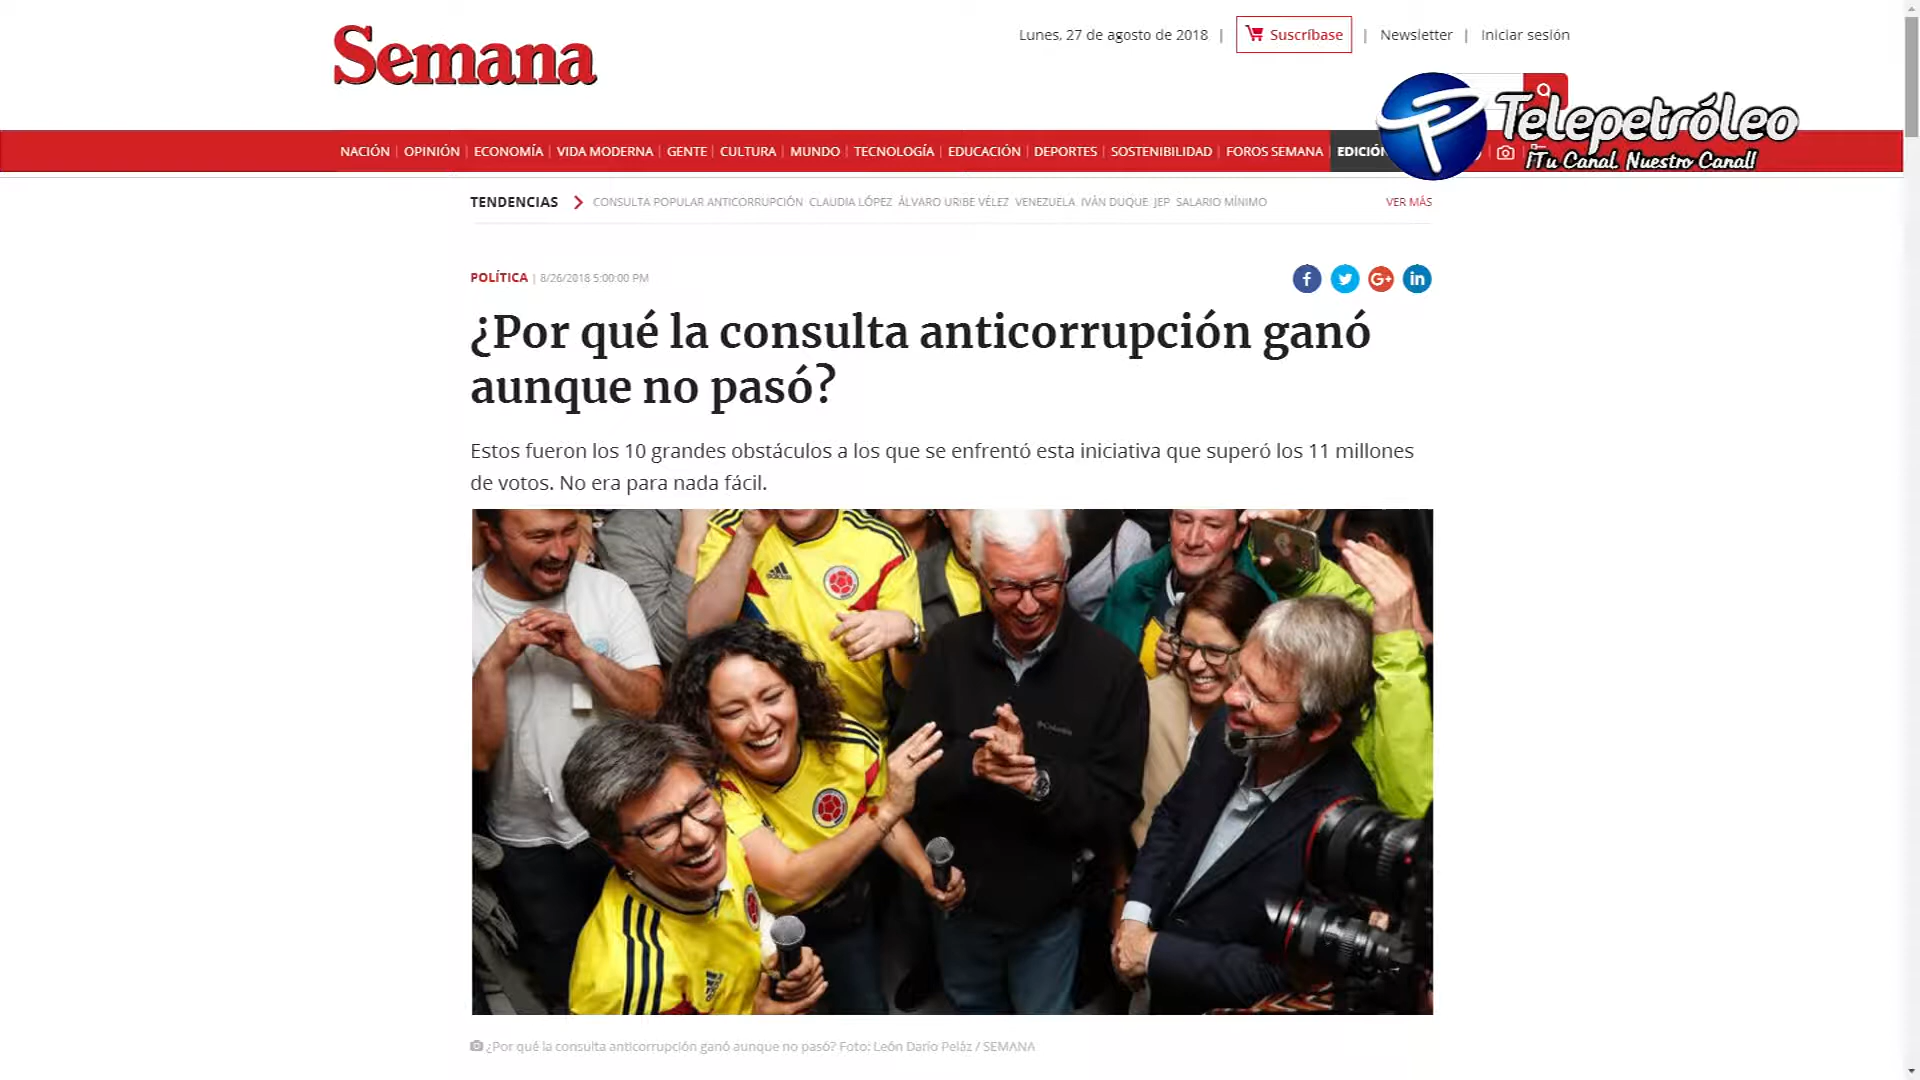 Semana
Lunes, 27 de agosto de 2018 | Suscríbase | Newsletter | Iniciar sesión
Telepetróleo
¡Tu Canal, Nuestro Canal!
NACIÓN | OPINIÓN | ECONOMÍA | VIDA MODERNA | GENTE | CULTURA | MUNDO | TECNOLOGÍA | EDUCACIÓN | DEPORTES | SOSTENIBILIDAD | FOROS SEMANA
TENDENCIAS CONSULTA POPULAR ANTICORRUPCIÓN CLAUDIA LÓPEZ ÁLVARO URIBE VÉLEZ VENEZUELA IVÁN DUQUE JEP SALARIO MÍNIMO VER MÁS
POLÍTICA | 8/26/2018 5:00:00 PM
¿Por qué la consulta anticorrupción ganó
aunque no pasó?
Estos fueron los 10 grandes obstáculos a los que se enfrentó esta iniciativa que superó los 11 millones
de votos. No era para nada fácil.
adidas
Columbia
¿Por qué la consulta anticorrupción ganó aunque no pasó? Foto: León Darío Peláz / SEMANA